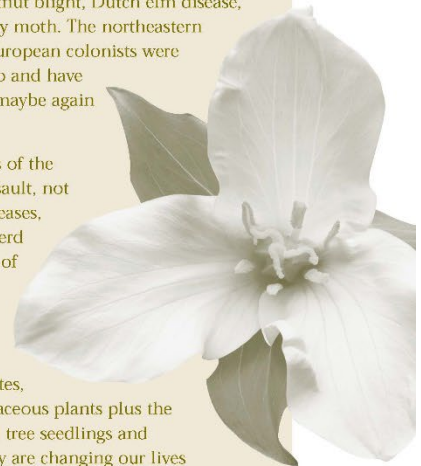 nut blight, Dutch elm disease,
y moth. The northeastern
uropean colonists were
o and have
maybe again
s of the
sault, not
eases,
erd
of
tes,
aceous plants plus the
tree seedlings and
y are changing our lives